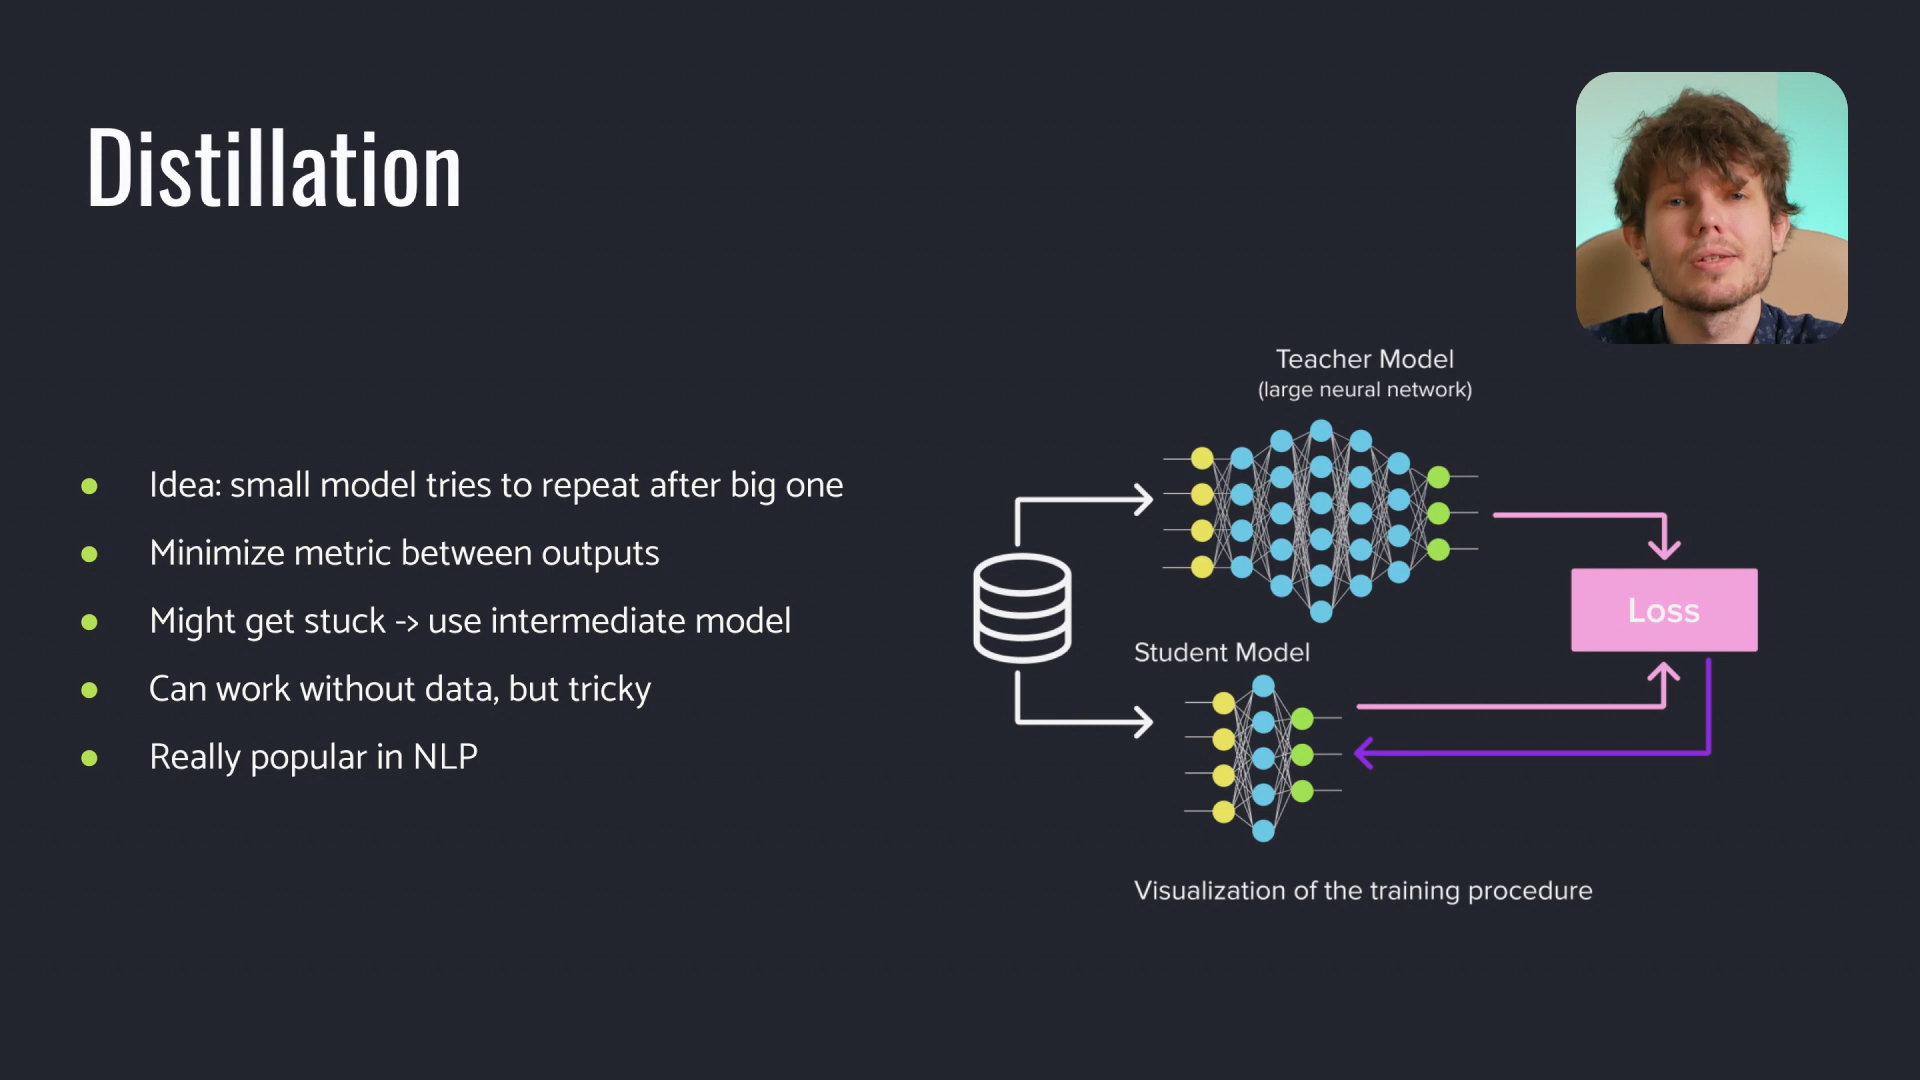 Distillation
Idea: small model tries to repeat after big one
Minimize metric between outputs
Might get stuck -> use intermediate model
Can work without data, but tricky
Really popular in NLP
Teacher Model
(large neural network)
Loss
Student Model
Visualization of the training procedure